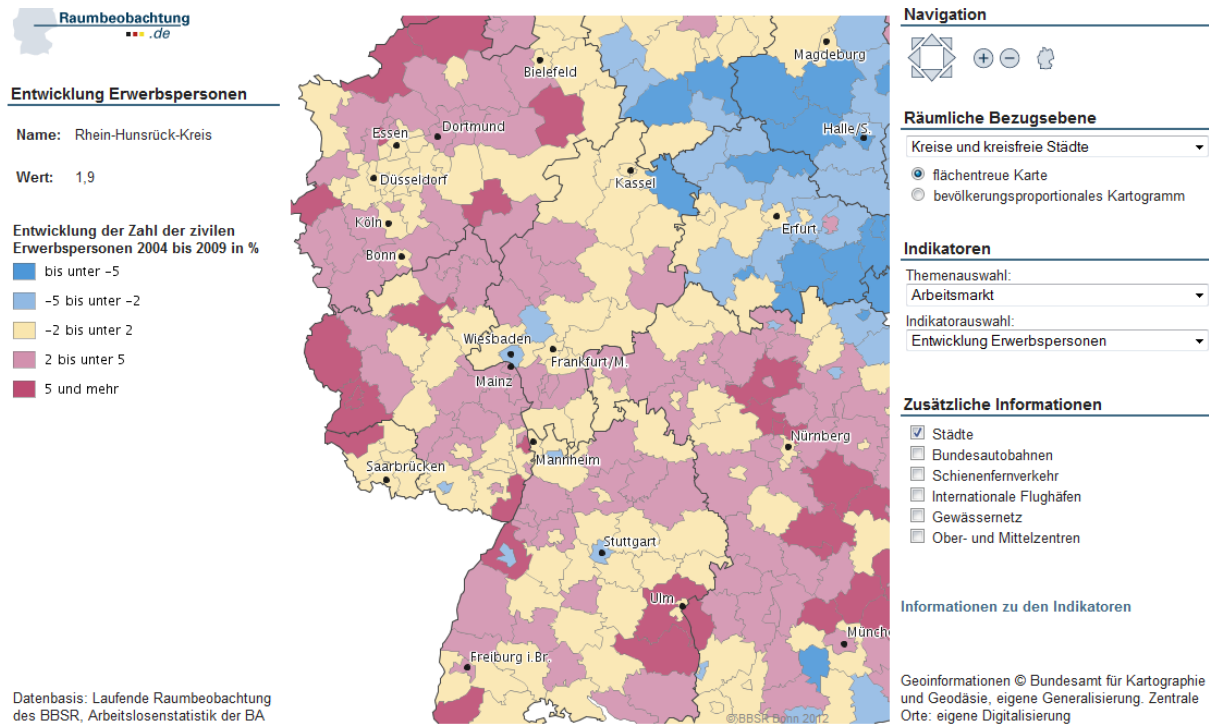 Raumbeobachtung
.de
Entwicklung Erwerbspersonen
Name: Rhein-Hunsrück-Kreis
Wert: 1,9
Entwicklung der Zahl der zivilen
Erwerbspersonen 2004 bis 2009 in %
bis unter –5
–5 bis unter –2
–2 bis unter 2
2 bis unter 5
5 und mehr
Datenbasis: Laufende Raumbeobachtung
des BBSR, Arbeitslosenstatistik der BA
Magdeburg
Bielefeld
Halle/S.
Essen
Dortmund
Düsseldorf
Kassel
Köln
Erfurt
Bonn
Wiesbaden
Frankfurt/M.
Mainz
Nürnberg
Mannheim
Saarbrücken
Stuttgart
Ulm
Münche
Freiburg i.Br.
© BBSR Bonn 2012
Navigation
Räumliche Bezugsebene
Kreise und kreisfreie Städte
flächentreue Karte
bevölkerungsproportionales Kartogramm
Indikatoren
Themenauswahl:
Arbeitsmarkt
Indikatorauswahl:
Entwicklung Erwerbspersonen
Zusätzliche Informationen
Städte
Bundesautobahnen
Schienenfernverkehr
Internationale Flughäfen
Gewässernetz
Ober- und Mittelzentren
Informationen zu den Indikatoren
Geoinformationen © Bundesamt für Kartographie
und Geodäsie, eigene Generalisierung. Zentrale
Orte: eigene Digitalisierung